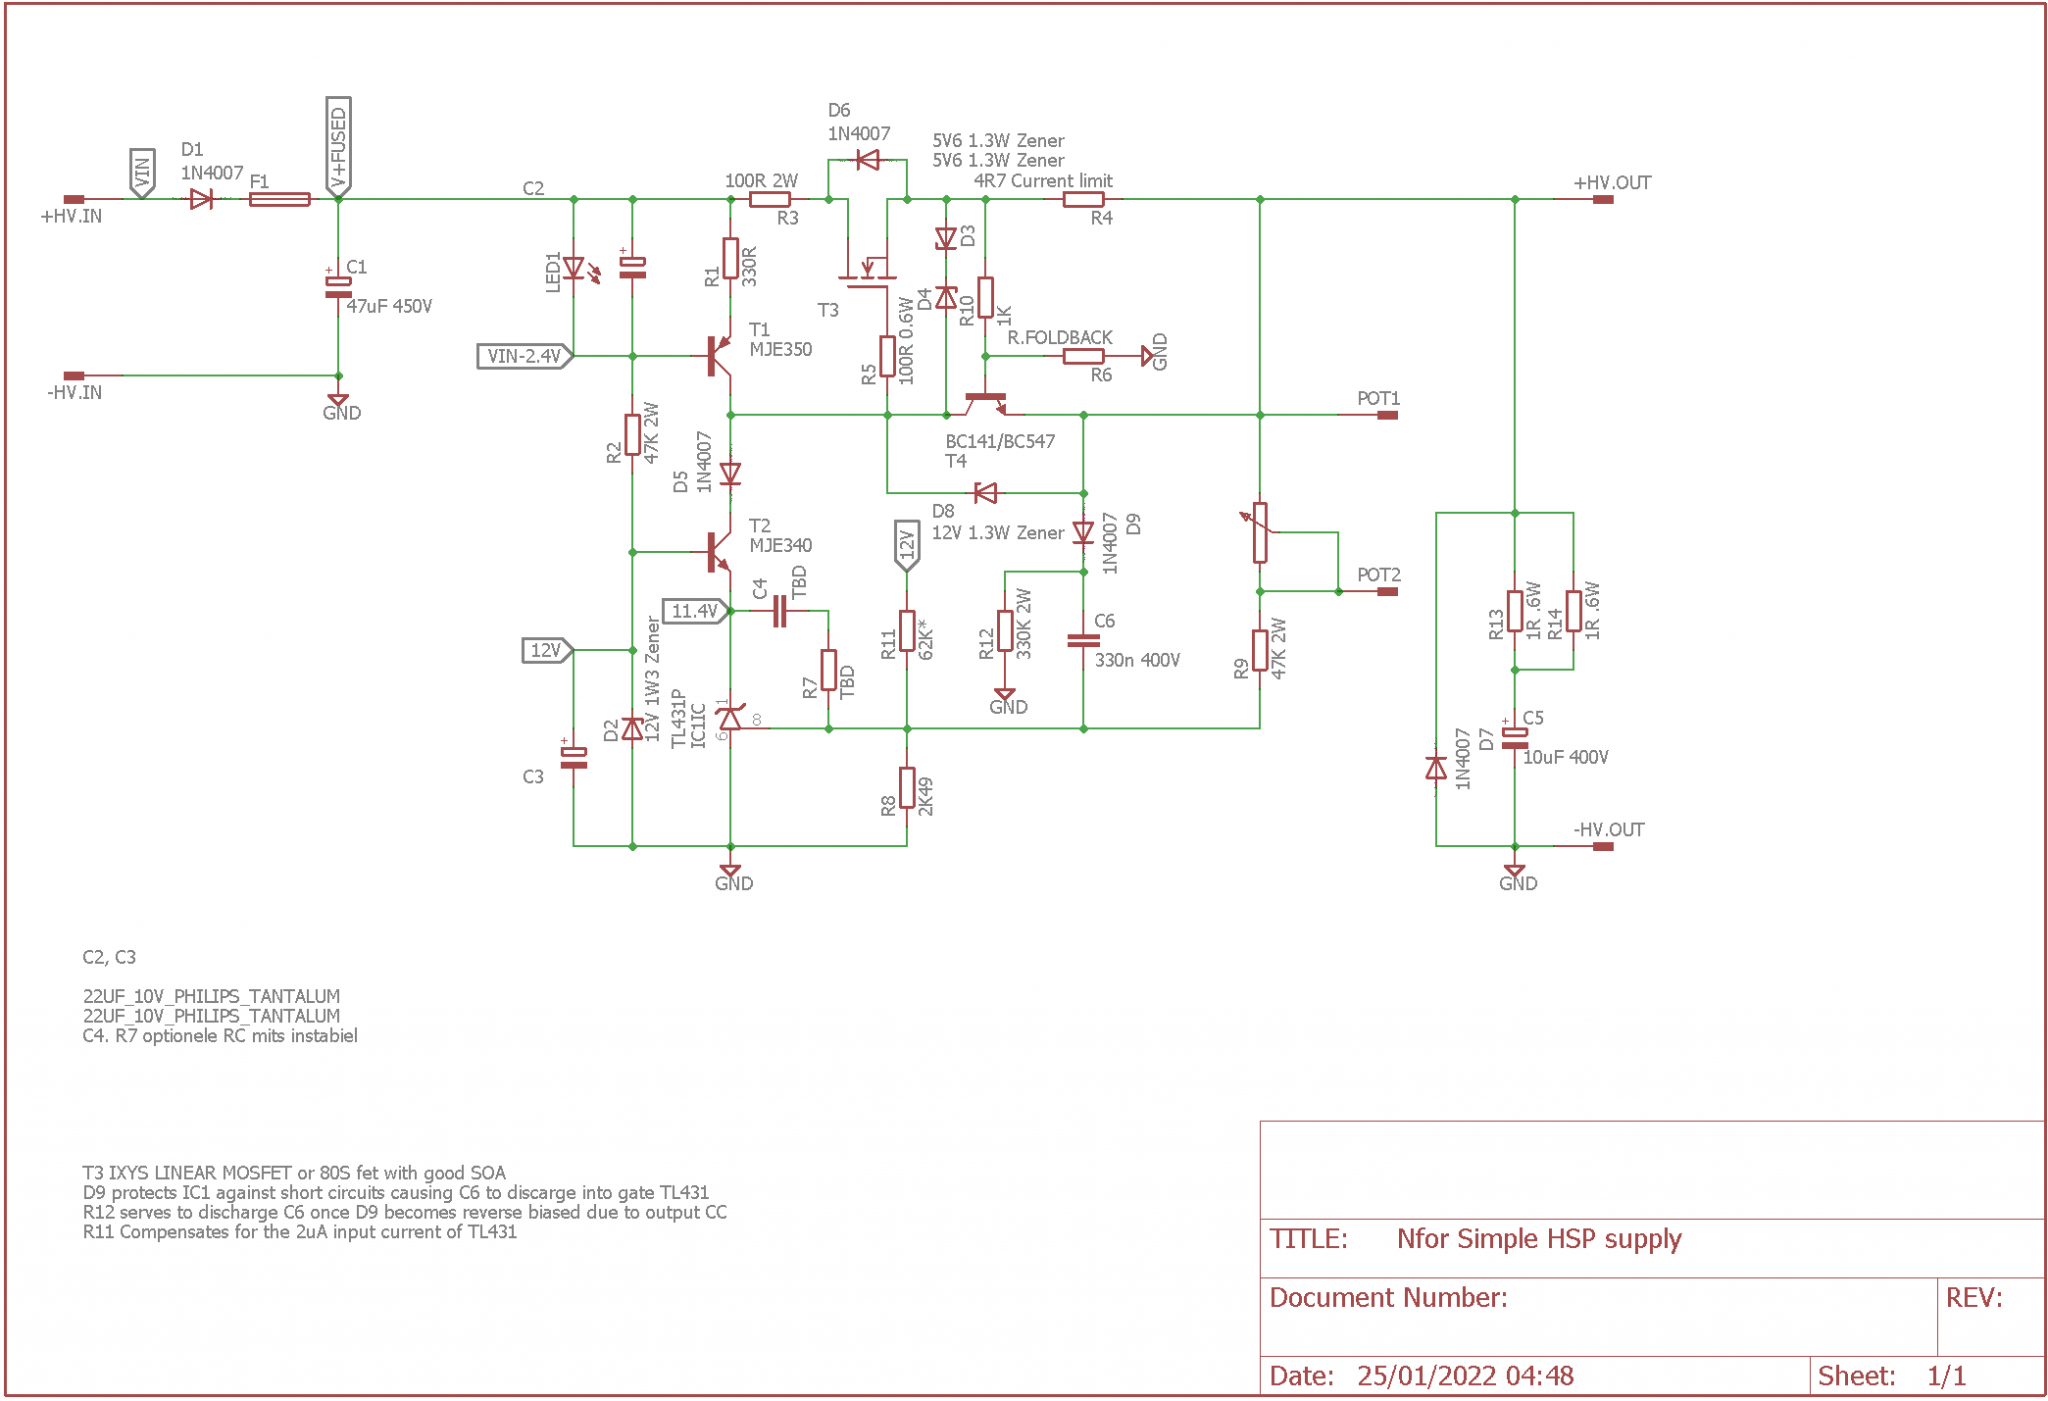 VIN
D1
1N4007
F1
V+FUSED
+HV.IN
-HV.IN
+
C1
47uF 450V
GND
C2
LED1
+
R1
330R
100R 2W
R3
D6
1N4007
5V6 1.3W Zener
5V6 1.3W Zener
4R7 Current limit
R4
+HV.OUT
D3
D4
T3
R10
1K
R.FOLDBACK
R6
GND
R5
100R 0.6W
VIN-2.4V
T1
MJE350
R2
47K 2W
D5
1N4007
BC141/BC547
T4
POT1
T2
MJE340
D8
12V 1.3W Zener
12V
1N4007
D9
POT2
11.4V
C4
TBD
R7
TBD
R11
62K*
R12
330K 2W
GND
C6
330n 400V
R9
47K 2W
R13
1R .6W
R14
1R .6W
12V
+
C3
D2
12V 1W3 Zener
TL431P
IC1IC
1
6
8
R8
2K49
GND
1N4007
D7
+
C5
10uF 400V
-HV.OUT
GND
C2, C3
22UF_10V_PHILIPS_TANTALUM
22UF_10V_PHILIPS_TANTALUM
C4. R7 optionele RC mits instabiel
T3 IXYS LINEAR MOSFET or 80S fet with good SOA
D9 protects IC1 against short circuits causing C6 to discarge into gate TL431
R12 serves to discharge C6 once D9 becomes reverse biased due to output CC
R11 Compensates for the 2uA input current of TL431
TITLE: Nfor Simple HSP supply
Document Number:
REV:
Date: 25/01/2022 04:48
Sheet: 1/1